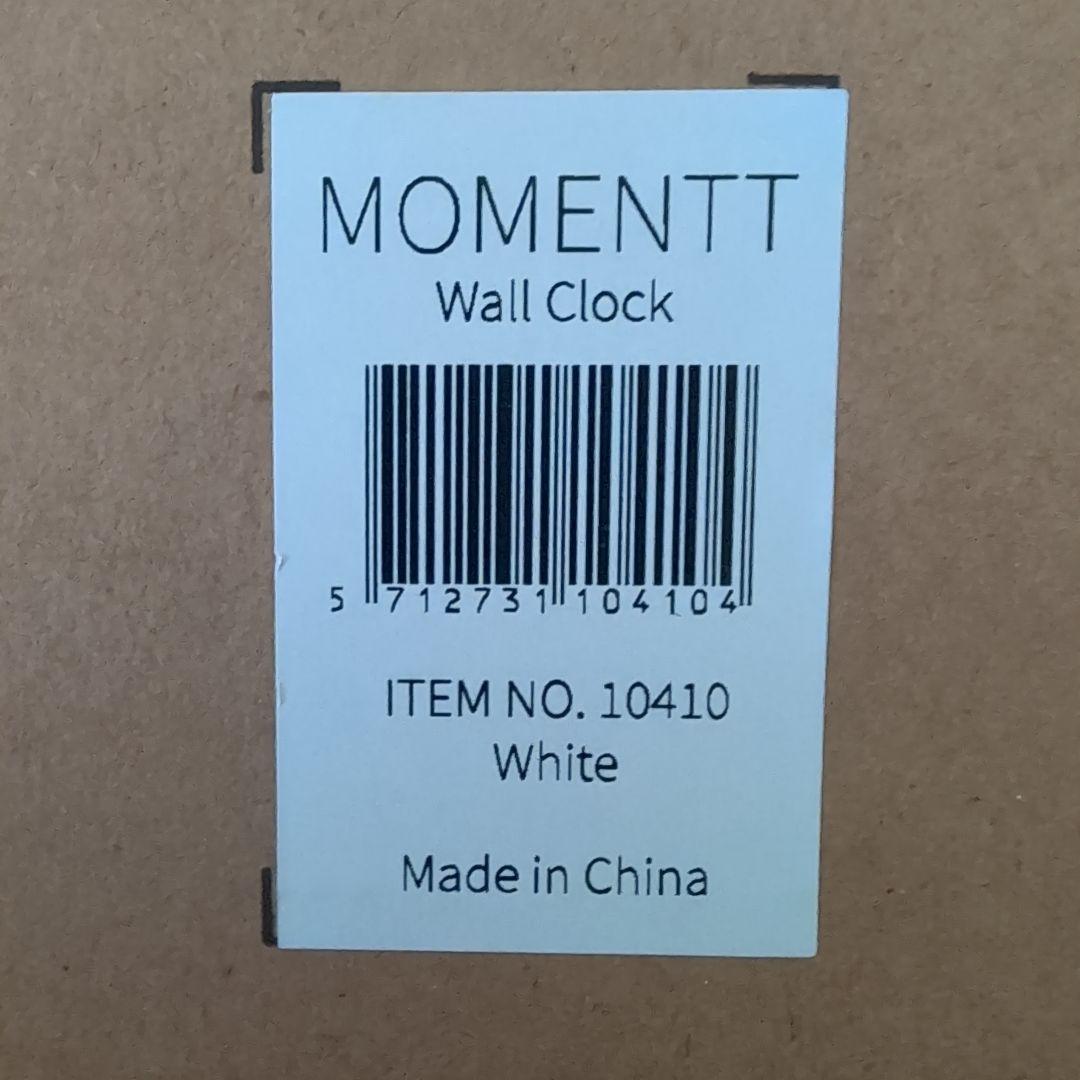 MOMENTT
Wall Clock
5 712731 104104
ITEM NO. 10410
White
Made in China